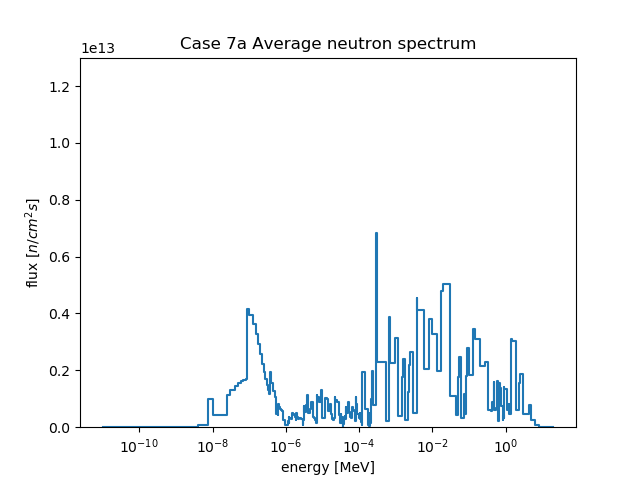 Case 7a Average neutron spectrum
1e13
1.2
1.0
0.8
0.6
0.4
0.2
0.0
flux [n/cm²s]
10⁻¹⁰ 10⁻⁸ 10⁻⁶ 10⁻⁴ 10⁻² 10⁰
energy [MeV]